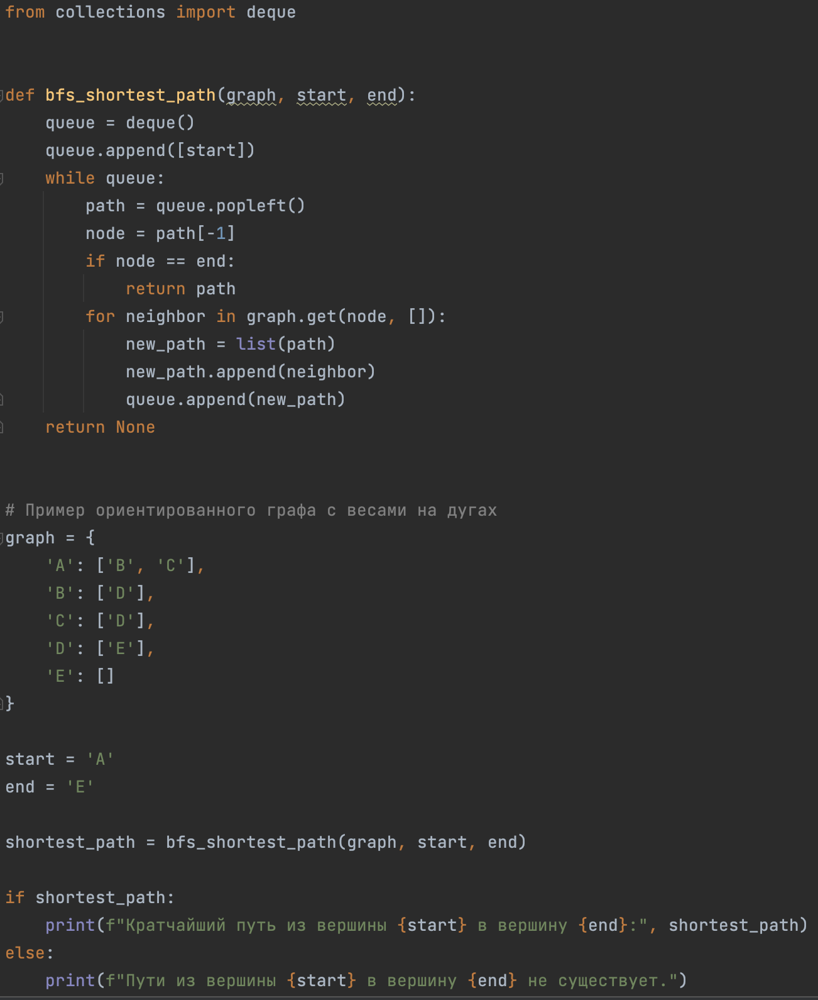 from collections import deque
def bfs_shortest_path(graph, start, end):
    queue = deque()
    queue.append([start])
    while queue:
        path = queue.popleft()
        node = path[-1]
        if node == end:
            return path
        for neighbor in graph.get(node, []):
            new_path = list(path)
            new_path.append(neighbor)
            queue.append(new_path)
    return None
# Пример ориентированного графа с весами на дугах
graph = {
    'A': ['B', 'C'],
    'B': ['D'],
    'C': ['D'],
    'D': ['E'],
    'E': []
}
start = 'A'
end = 'E'
shortest_path = bfs_shortest_path(graph, start, end)
if shortest_path:
    print(f"Кратчайший путь из вершины {start} в вершину {end}:", shortest_path)
else:
    print(f"Пути из вершины {start} в вершину {end} не существует.")